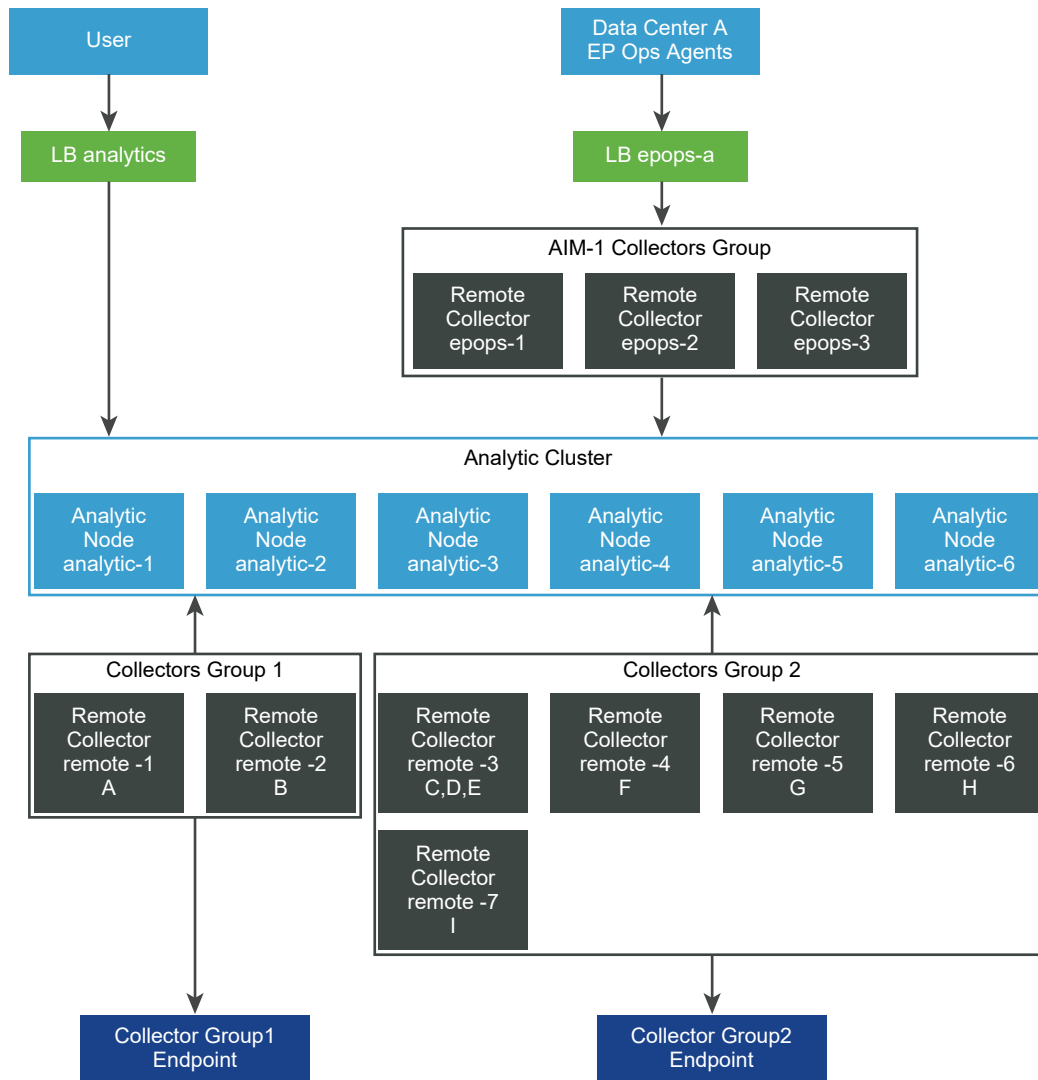 User
Data Center A
EP Ops Agents
LB analytics
LB epops-a
AIM-1 Collectors Group
Remote
Collector
epops-1
Remote
Collector
epops-2
Remote
Collector
epops-3
Analytic Cluster
Analytic
Node
analytic-1
Analytic
Node
analytic-2
Analytic
Node
analytic-3
Analytic
Node
analytic-4
Analytic
Node
analytic-5
Analytic
Node
analytic-6
Collectors Group 1
Remote
Collector
remote -1
A
Remote
Collector
remote -2
B
Collectors Group 2
Remote
Collector
remote -3
C,D,E
Remote
Collector
remote -4
F
Remote
Collector
remote -5
G
Remote
Collector
remote -6
H
Remote
Collector
remote -7
I
Collector Group1
Endpoint
Collector Group2
Endpoint